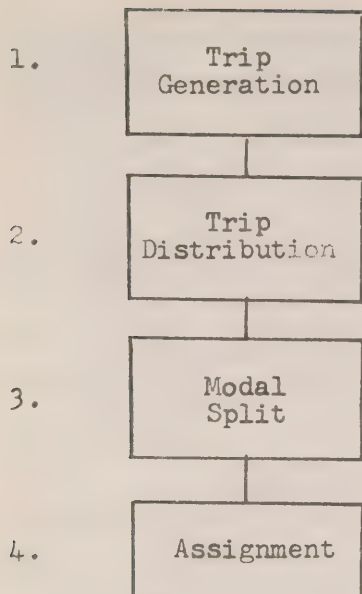 1.
Trip
Generation
2.
Trip
Distribution
3.
Modal
Split
4.
Assignment